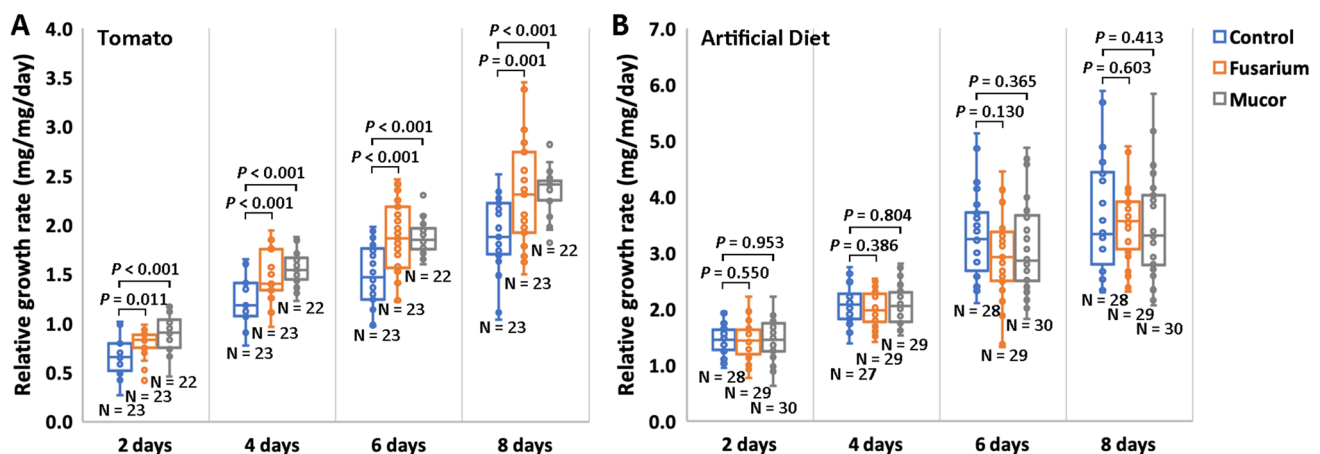 A
Tomato
Relative growth rate (mg/mg/day)
4.0
3.5
3.0
2.5
2.0
1.5
1.0
0.5
0.0
P < 0.001
P = 0.011
N = 23
N = 23
N = 22
P < 0.001
P < 0.001
N = 23
N = 23
N = 22
P < 0.001
P < 0.001
N = 23
N = 23
N = 22
P < 0.001
P = 0.001
N = 23
N = 23
N = 22
2 days
4 days
6 days
8 days
B
Artificial Diet
Relative growth rate (mg/mg/day)
7.0
6.0
5.0
4.0
3.0
2.0
1.0
0.0
P = 0.953
P = 0.550
N = 28
N = 29
N = 30
P = 0.804
P = 0.386
N = 27
N = 29
N = 29
P = 0.365
P = 0.130
N = 28
N = 29
N = 30
P = 0.413
P = 0.603
N = 28
N = 29
N = 30
2 days
4 days
6 days
8 days
Control
Fusarium
Mucor